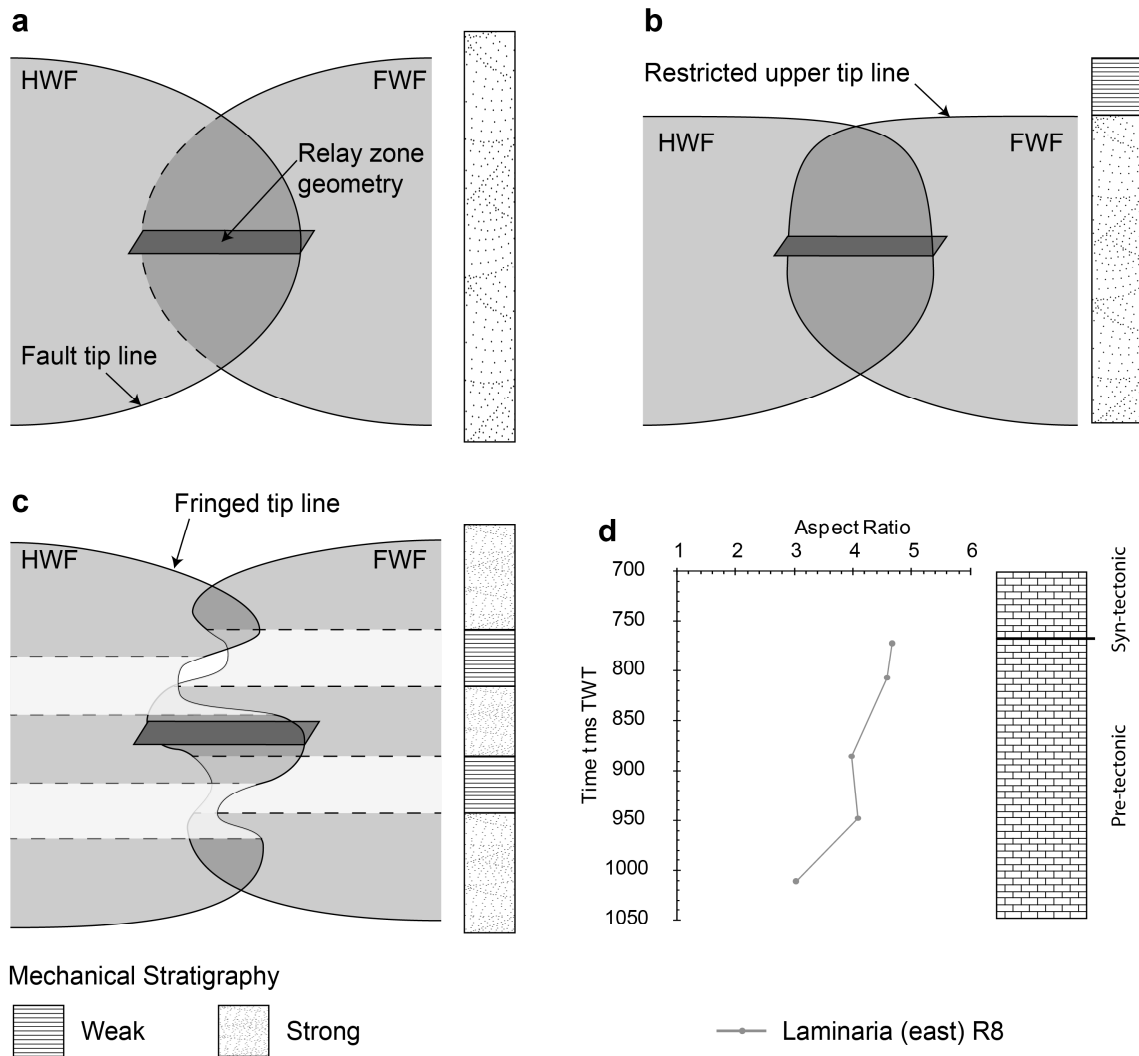 a
HWF
FWF
Relay zone
geometry
Fault tip line
b
Restricted upper tip line
HWF
FWF
c
Fringed tip line
HWF
FWF
d
Aspect Ratio
1 2 3 4 5 6
700
750
800
850
900
950
1000
1050
Time t ms TWT
Syn-tectonic
Pre-tectonic
Mechanical Stratigraphy
Weak
Strong
Laminaria (east) R8